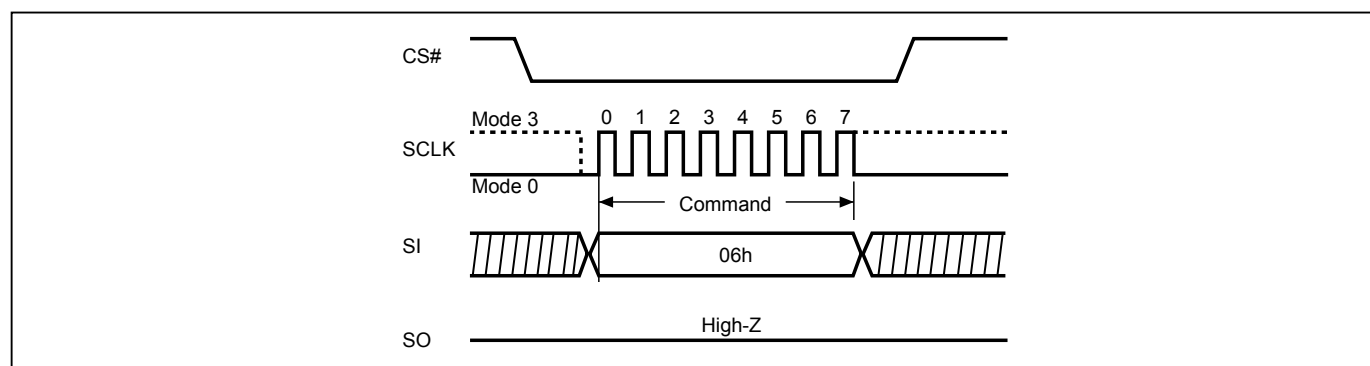 CS#
Mode 3
0 1 2 3 4 5 6 7
SCLK
Mode 0
Command
SI
06h
High-Z
SO